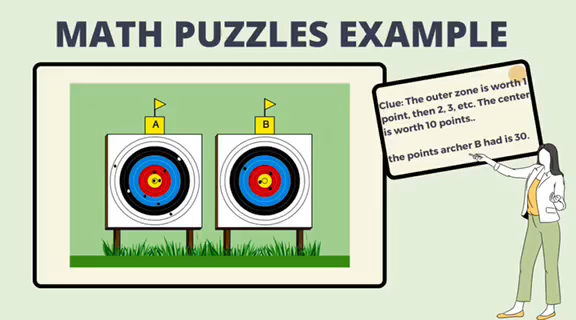 MATH PUZZLES EXAMPLE
A
B
Clue: The outer zone is worth 1
point, then 2, 3, etc. The center
is worth 10 points..
the points archer B had is 30.